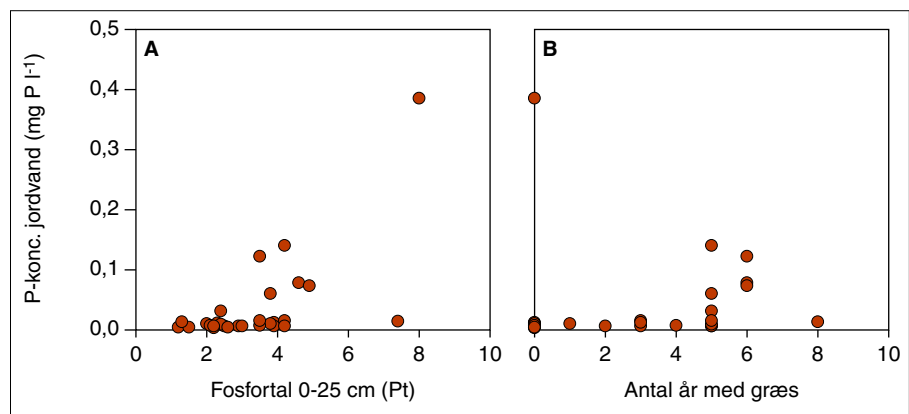 P-konc. jordvand (mg P l-1)
0,5
0,4
0,3
0,2
0,1
0,0
A
0 2 4 6 8 10
Fosfortal 0-25 cm (Pt)
B
0 2 4 6 8 10
Antal år med græs